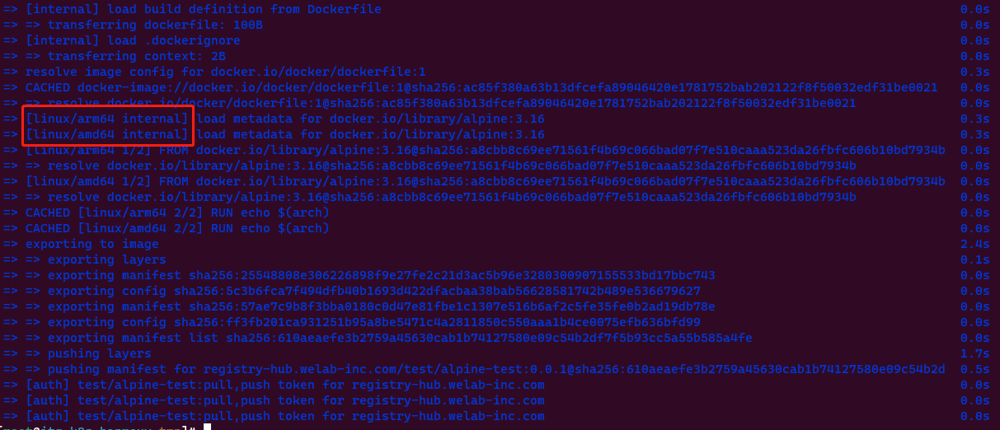 => [internal] load build definition from Dockerfile 0.0s
=> => transferring dockerfile: 100B 0.0s
=> [internal] load .dockerignore 0.0s
=> => transferring context: 2B 0.0s
=> resolve image config for docker.io/docker/dockerfile:1 0.3s
=> CACHED docker-image://docker.io/docker/dockerfile:1@sha256:ac85f380a63b13dfcefa89046420e1781752bab202122f8f50032edf31be0021 0.0s
=> => resolve docker.io/docker/dockerfile:1@sha256:ac85f380a63b13dfcefa89046420e1781752bab202122f8f50032edf31be0021 0.0s
=> [linux/arm64 internal] load metadata for docker.io/library/alpine:3.16 0.3s
=> [linux/amd64 internal] load metadata for docker.io/library/alpine:3.16 0.3s
=> [linux/arm64 1/2] FROM docker.io/library/alpine:3.16@sha256:a8cbb8c69ee71561f4b69c066bad07f7e510caaa523da26fbfc606b10bd7934b 0.0s
=> => resolve docker.io/library/alpine:3.16@sha256:a8cbb8c69ee71561f4b69c066bad07f7e510caaa523da26fbfc606b10bd7934b 0.0s
=> [linux/amd64 1/2] FROM docker.io/library/alpine:3.16@sha256:a8cbb8c69ee71561f4b69c066bad07f7e510caaa523da26fbfc606b10bd7934b 0.0s
=> => resolve docker.io/library/alpine:3.16@sha256:a8cbb8c69ee71561f4b69c066bad07f7e510caaa523da26fbfc606b10bd7934b 0.0s
=> CACHED [linux/arm64 2/2] RUN echo $(arch) 0.0s
=> CACHED [linux/amd64 2/2] RUN echo $(arch) 0.0s
=> exporting to image 2.4s
=> => exporting layers 0.1s
=> => exporting manifest sha256:25548808e306226898f9e27fe2c21d3ac5b96e3280300907155533bd17bbc743 0.0s
=> => exporting config sha256:5c3b6fca7f494dfb40b1693d422dfacbaa38bab56628581742b489e536679627 0.0s
=> => exporting manifest sha256:57ae7c9b8f3bba0180c0d47e81fbe1c1307e516b6af2c5fe35fe0b2ad19db78e 0.0s
=> => exporting config sha256:ff3fb201ca931251b95a8be5471c4a2811850c550aaa1b4ce0075efb636bfd99 0.0s
=> => exporting manifest list sha256:610aeaefe3b2759a45630cab1b74127580e09c54b2df7f5b93cc5a55b585a4fe 0.0s
=> => pushing layers 1.7s
=> => pushing manifest for registry-hub.welab-inc.com/test/alpine-test:0.0.1@sha256:610aeaefe3b2759a45630cab1b74127580e09c54b2d 0.5s
=> [auth] test/alpine-test:pull,push token for registry-hub.welab-inc.com 0.0s
=> [auth] test/alpine-test:pull,push token for registry-hub.welab-inc.com 0.0s
=> [auth] test/alpine-test:pull,push token for registry-hub.welab-inc.com 0.0s